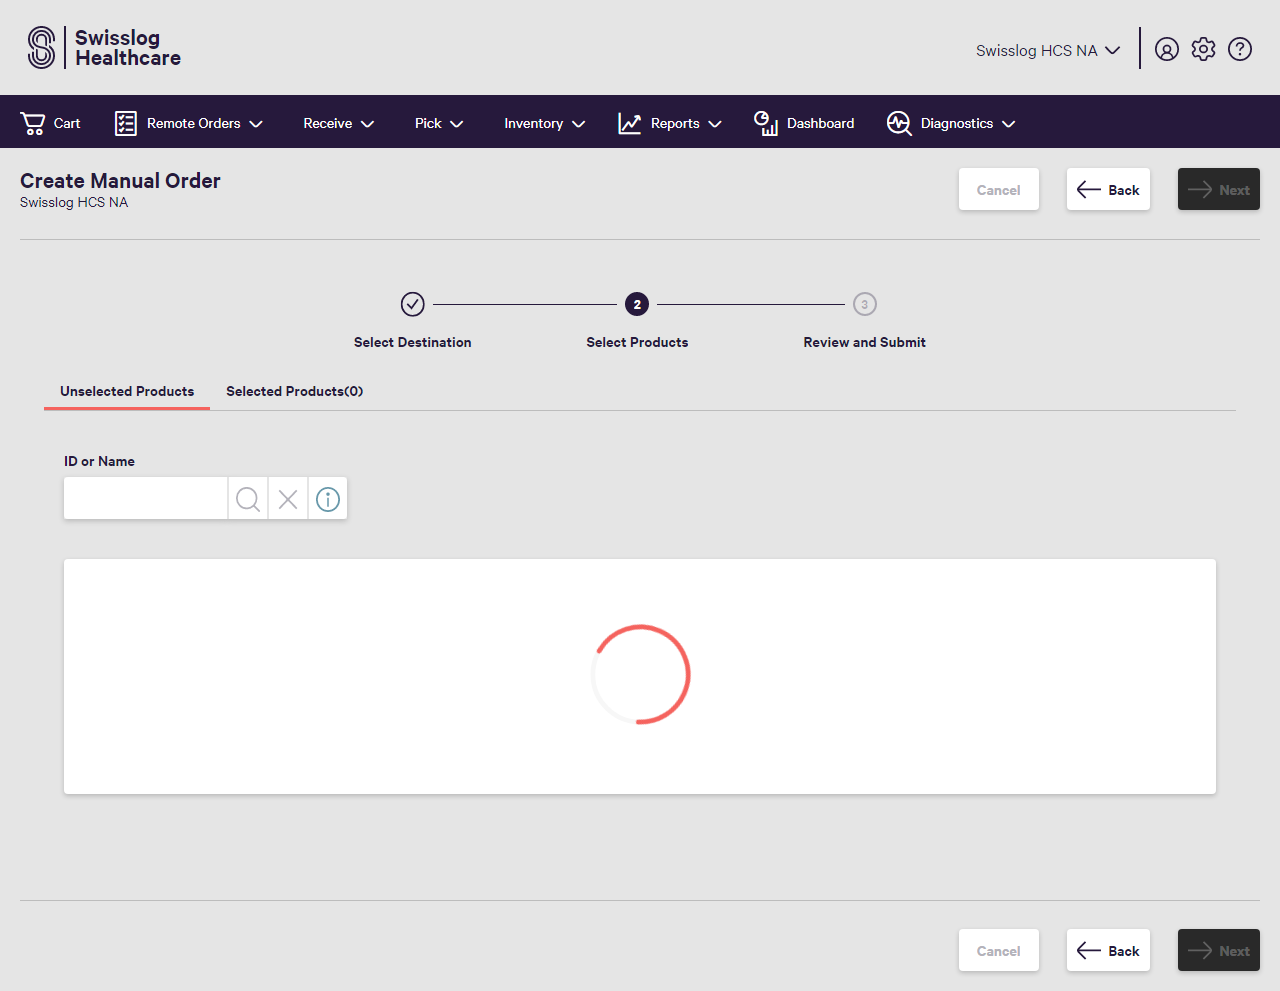 Swisslog
Healthcare
Swisslog HCS NA
Cart
Remote Orders
Receive
Pick
Inventory
Reports
Dashboard
Diagnostics
Create Manual Order
Swisslog HCS NA
Cancel
Back
Next
2
3
Select Destination
Select Products
Review and Submit
Unselected Products
Selected Products(0)
ID or Name
Cancel
Back
Next